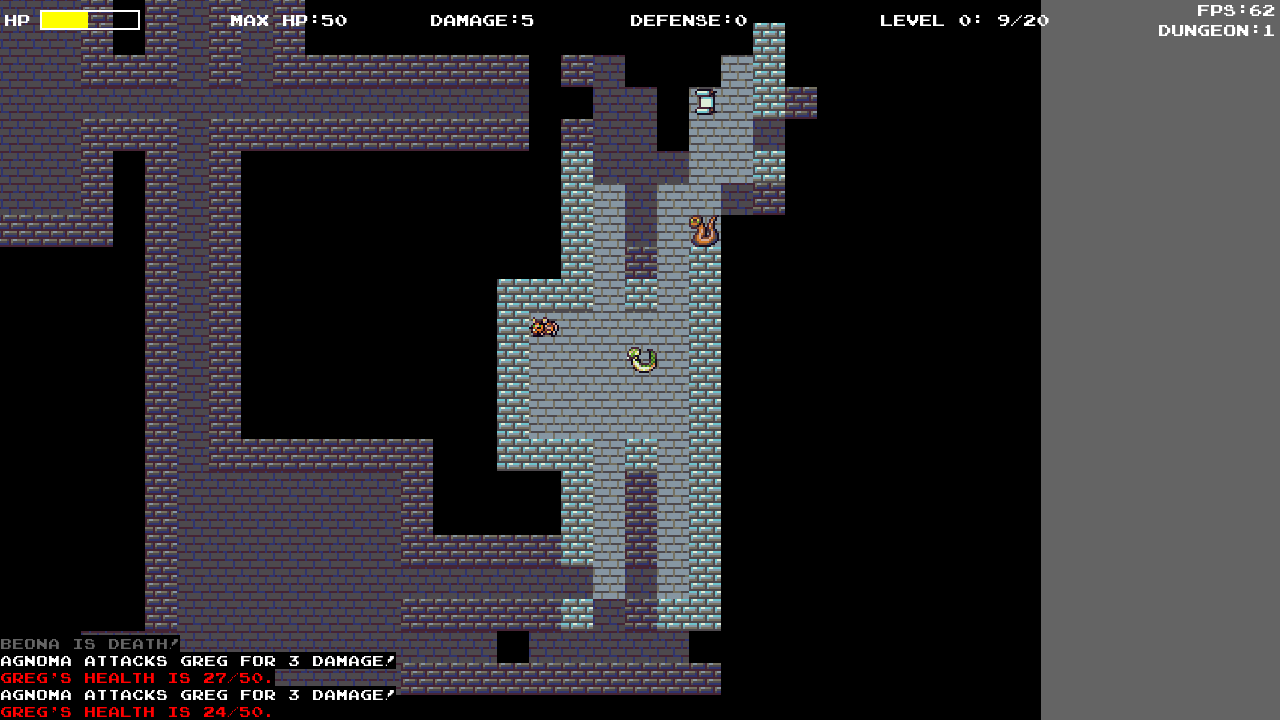 HP MAX HP:50 DAMAGE:5 DEFENSE:0 LEVEL 0: 9/20
FPS:62
DUNGEON:1
BEONA IS DEATH!
AGNOMA ATTACKS GREG FOR 3 DAMAGE!
GREG'S HEALTH IS 27/50.
AGNOMA ATTACKS GREG FOR 3 DAMAGE!
GREG'S HEALTH IS 24/50.